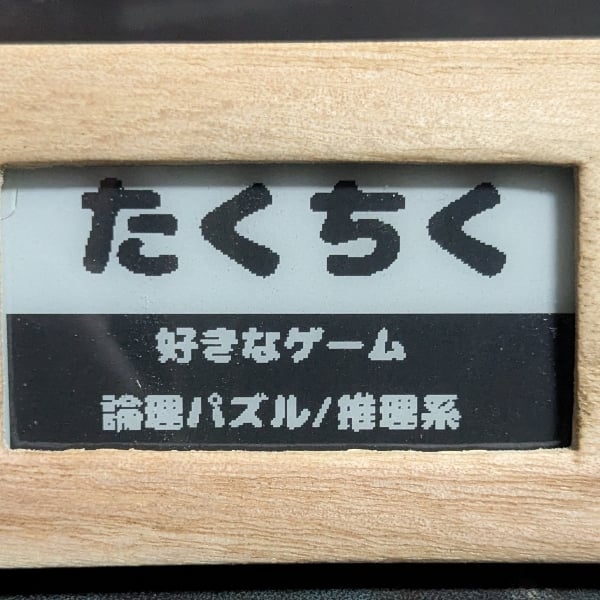 たくちく
好きなゲーム
論理パズル/推理系